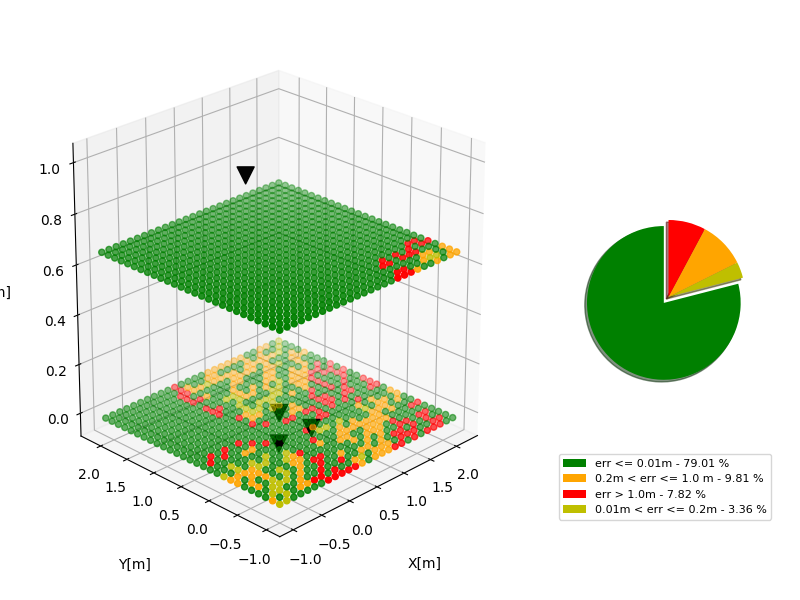 1.0
0.8
0.6
m]
0.4
0.2
0.0
2.0
1.5
1.0
0.5
0.0
−0.5
−1.0
Y[m]
−1.0
−0.5
0.0
0.5
1.0
1.5
2.0
X[m]
err <= 0.01m - 79.01 %
0.2m < err <= 1.0 m - 9.81 %
err > 1.0m - 7.82 %
0.01m < err <= 0.2m - 3.36 %